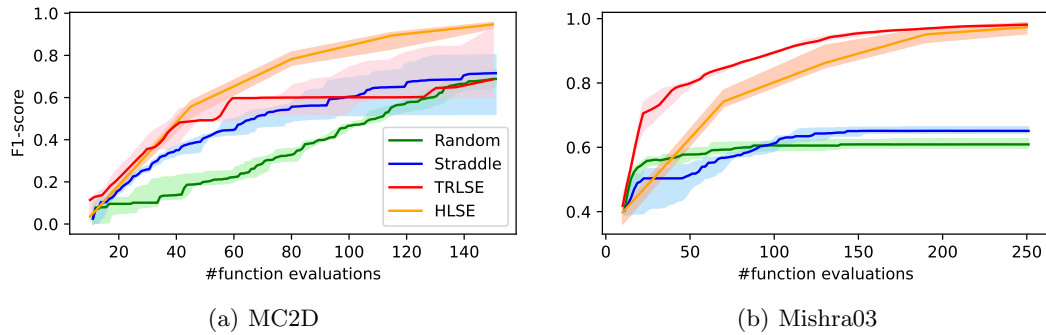 1.0
0.8
0.6
0.4
0.2
0.0
F1-score
20 40 60 80 100 120 140
#function evaluations
Random
Straddle
TRLSE
HLSE
(a) MC2D
1.0
0.8
0.6
0.4
0 50 100 150 200 250
#function evaluations
(b) Mishra03